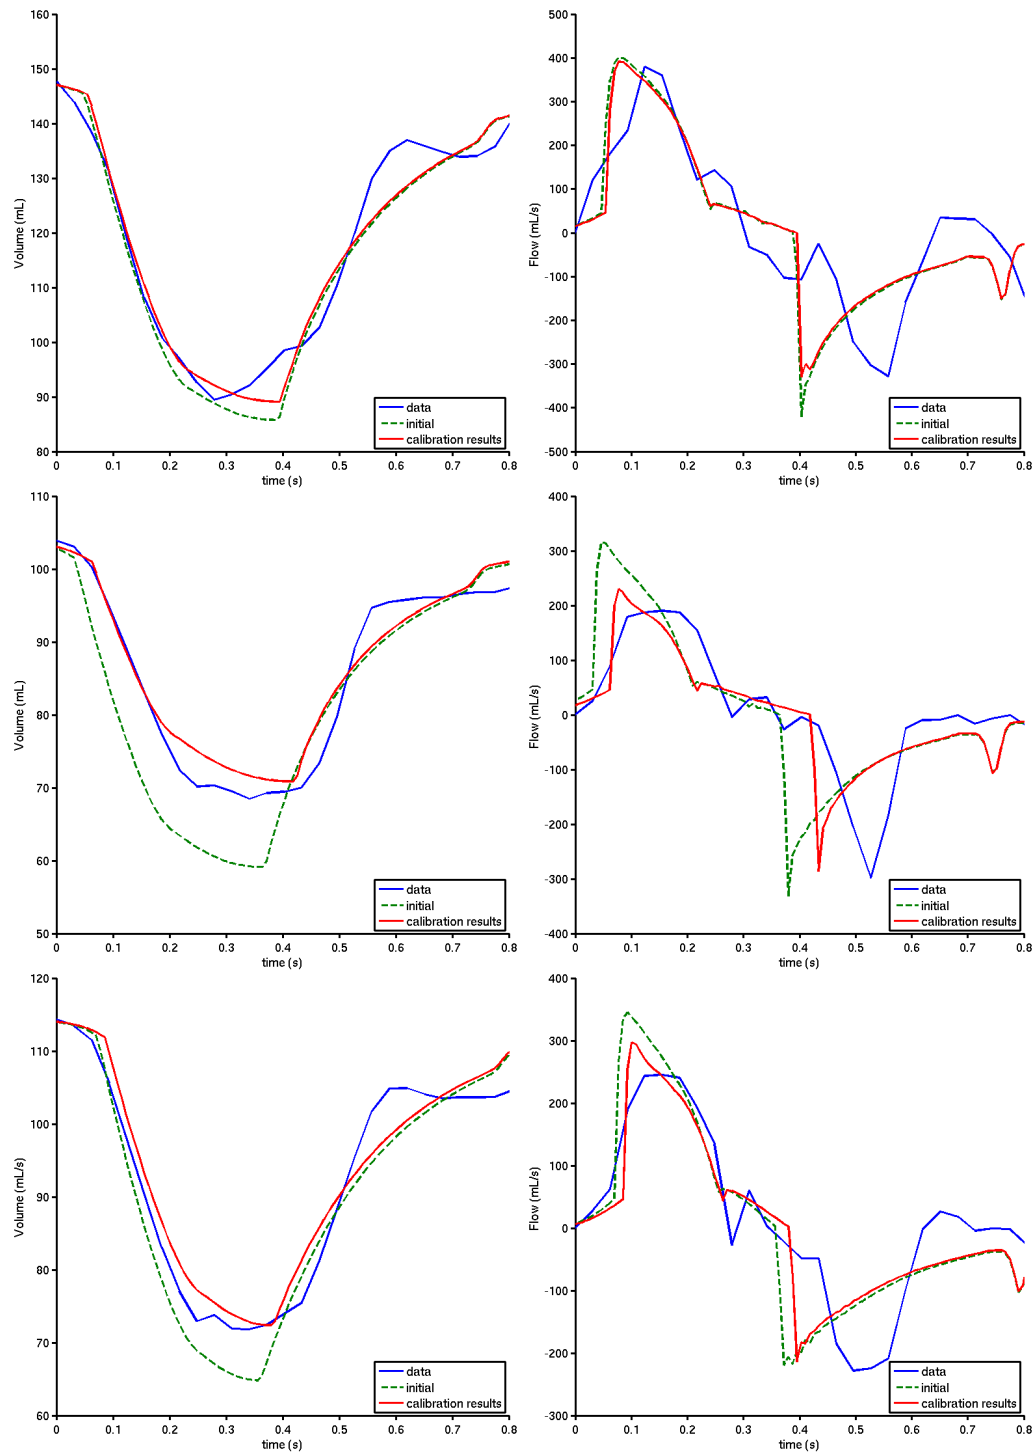 160
150
140
130
120
110
100
90
80
Volume (mL)
0 0.1 0.2 0.3 0.4 0.5 0.6 0.7 0.8
time (s)
data
initial
calibration results
500
400
300
200
100
0
-100
-200
-300
-400
-500
Flow (mL/s)
0 0.1 0.2 0.3 0.4 0.5 0.6 0.7 0.8
time (s)
data
initial
calibration results
110
100
90
80
70
60
50
Volume (mL)
0 0.1 0.2 0.3 0.4 0.5 0.6 0.7 0.8
time (s)
data
initial
calibration results
400
300
200
100
0
-100
-200
-300
-400
Flow (mL/s)
0 0.1 0.2 0.3 0.4 0.5 0.6 0.7 0.8
time (s)
data
initial
calibration results
120
110
100
90
80
70
60
Volume (mL/s)
0 0.1 0.2 0.3 0.4 0.5 0.6 0.7 0.8
time (s)
data
initial
calibration results
400
300
200
100
0
-100
-200
-300
Flow (mL/s)
0 0.1 0.2 0.3 0.4 0.5 0.6 0.7 0.8
time (s)
data
initial
calibration results